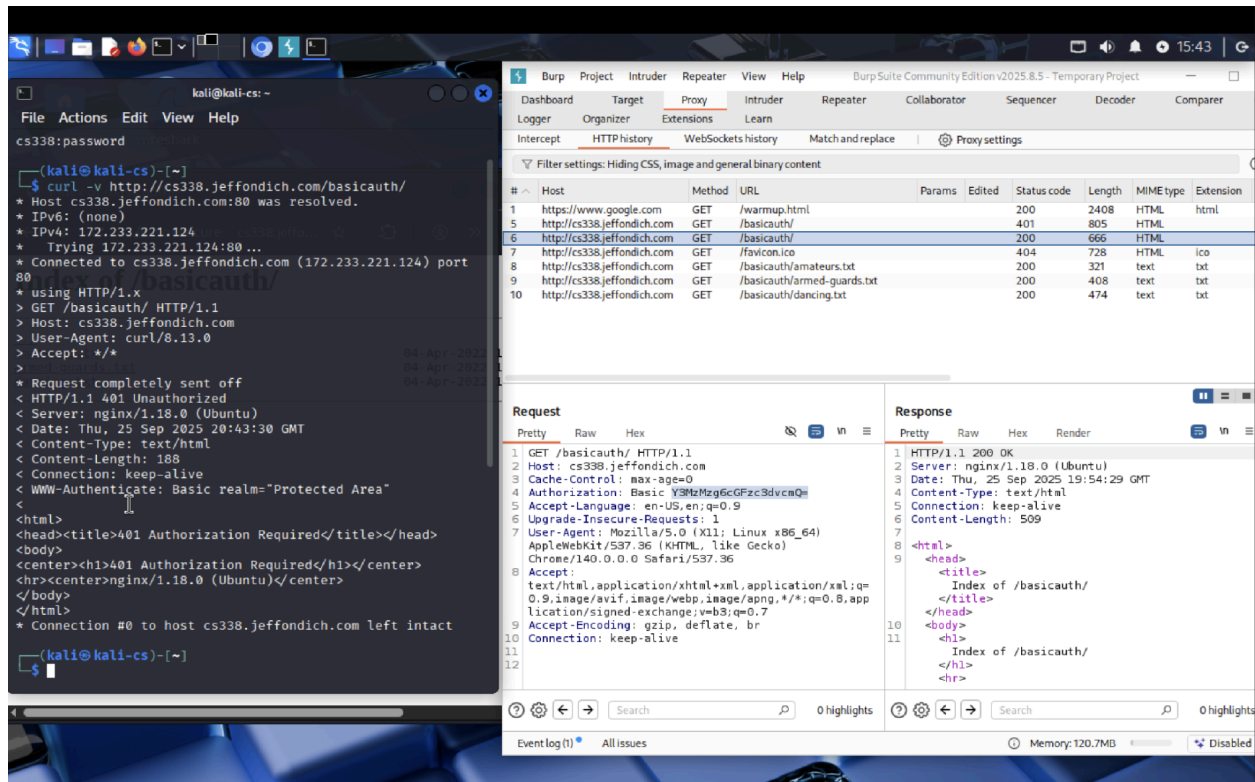 15:43
kali@kali-cs: ~
File Actions Edit View Help
cs338:password
(kali㉿kali-cs)-[~]
$ curl -v http://cs338.jeffondich.com/basicauth/
* Host cs338.jeffondich.com:80 was resolved.
* IPv6: (none)
* IPv4: 172.233.221.124
*   Trying 172.233.221.124:80 ...
* Connected to cs338.jeffondich.com (172.233.221.124) port
80
* using HTTP/1.x
> GET /basicauth/ HTTP/1.1
> Host: cs338.jeffondich.com
> User-Agent: curl/8.13.0
> Accept: */*
>
* Request completely sent off
< HTTP/1.1 401 Unauthorized
< Server: nginx/1.18.0 (Ubuntu)
< Date: Thu, 25 Sep 2025 20:43:30 GMT
< Content-Type: text/html
< Content-Length: 188
< Connection: keep-alive
< WWW-Authenticate: Basic realm="Protected Area"
<
<html>
<head><title>401 Authorization Required</title></head>
<body>
<center><h1>401 Authorization Required</h1></center>
<hr><center>nginx/1.18.0 (Ubuntu)</center>
</body>
</html>
* Connection #0 to host cs338.jeffondich.com left intact
(kali㉿kali-cs)-[~]
$
Index of /basicauth/
04-Apr-2022
04-Apr-2022
04-Apr-2022
Burp Project Intruder Repeater View Help Burp Suite Community Edition v2025.8.5 - Temporary Project
Dashboard Target Proxy Intruder Repeater Collaborator Sequencer Decoder Comparer
Logger Organizer Extensions Learn
Intercept HTTP history WebSockets history Match and replace Proxy settings
Filter settings: Hiding CSS, image and general binary content
# Host Method URL Params Edited Status code Length MIME type Extension
1 https://www.google.com GET /warmup.html 200 2408 HTML html
5 http://cs338.jeffondich.com GET /basicauth/ 401 805 HTML
6 http://cs338.jeffondich.com GET /basicauth/ 200 666 HTML
7 http://cs338.jeffondich.com GET /favicon.ico 404 728 HTML ico
8 http://cs338.jeffondich.com GET /basicauth/amateurs.txt 200 321 text txt
9 http://cs338.jeffondich.com GET /basicauth/armed-guards.txt 200 408 text txt
10 http://cs338.jeffondich.com GET /basicauth/dancing.txt 200 474 text txt
Request
Pretty Raw Hex \n
1 GET /basicauth/ HTTP/1.1
2 Host: cs338.jeffondich.com
3 Cache-Control: max-age=0
4 Authorization: Basic Y3MzMzg6cGFzc3dvcmQ=
5 Accept-Language: en-US,en;q=0.9
6 Upgrade-Insecure-Requests: 1
7 User-Agent: Mozilla/5.0 (X11; Linux x86_64)
AppleWebKit/537.36 (KHTML, like Gecko)
Chrome/140.0.0.0 Safari/537.36
8 Accept:
text/html,application/xhtml+xml,application/xml;q=
0.9,image/avif,image/webp,image/apng,*/*;q=0.8,app
lication/signed-exchange;v=b3;q=0.7
9 Accept-Encoding: gzip, deflate, br
10 Connection: keep-alive
11
12
Search 0 highlights
Response
Pretty Raw Hex Render \n
1 HTTP/1.1 200 OK
2 Server: nginx/1.18.0 (Ubuntu)
3 Date: Thu, 25 Sep 2025 19:54:29 GMT
4 Content-Type: text/html
5 Connection: keep-alive
6 Content-Length: 509
7
8 <html>
9 <head>
<title>
Index of /basicauth/
</title>
</head>
10 <body>
11 <h1>
Index of /basicauth/
</h1>
<hr>
Search 0 highlights
Event log (1) All issues Memory: 120.7MB Disabled